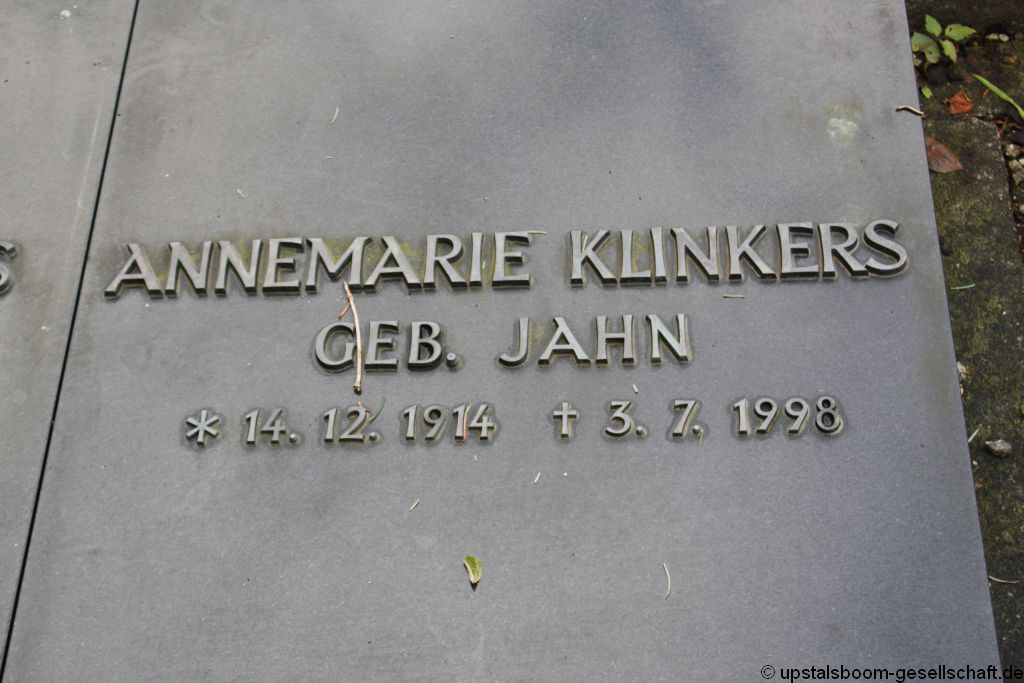 ANNEMARIE KLINKERS
GEB. JAHN
* 14. 12. 1914 † 3. 7. 1998
© upstalsboom-gesellschaft.de